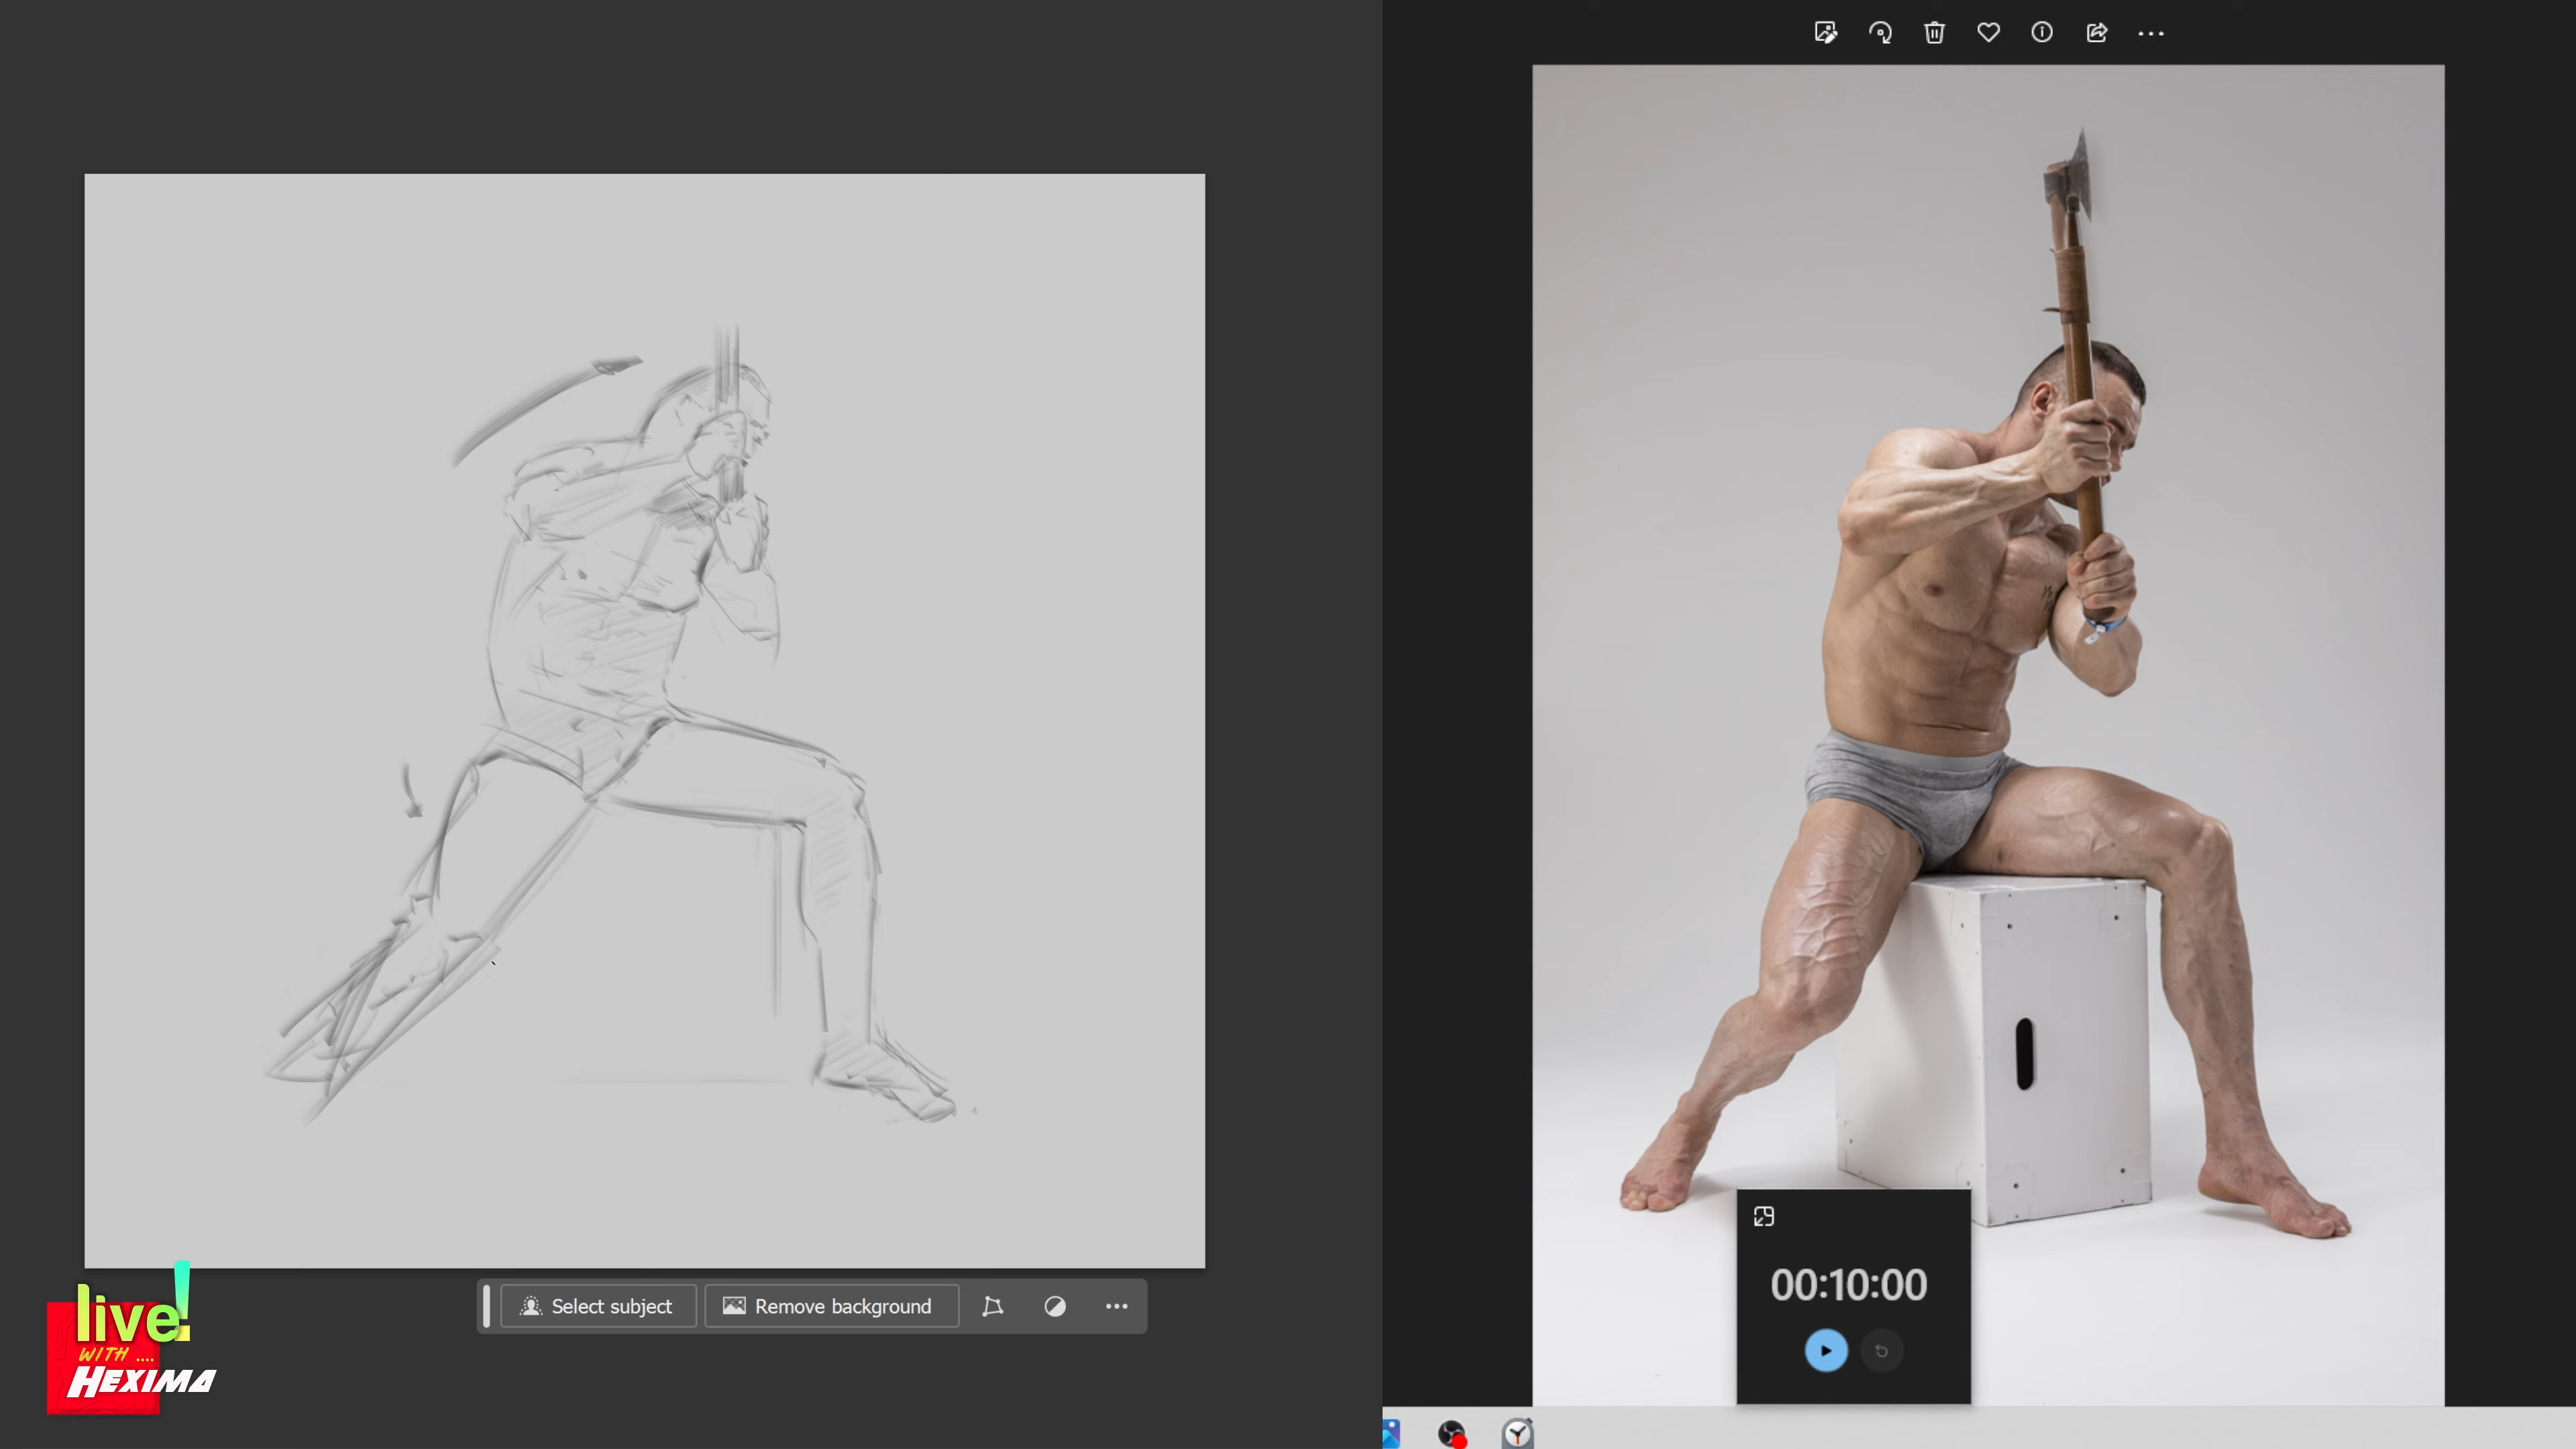 Select subject
Remove background
live!
WITH ....
HEXIMA
00:10:00